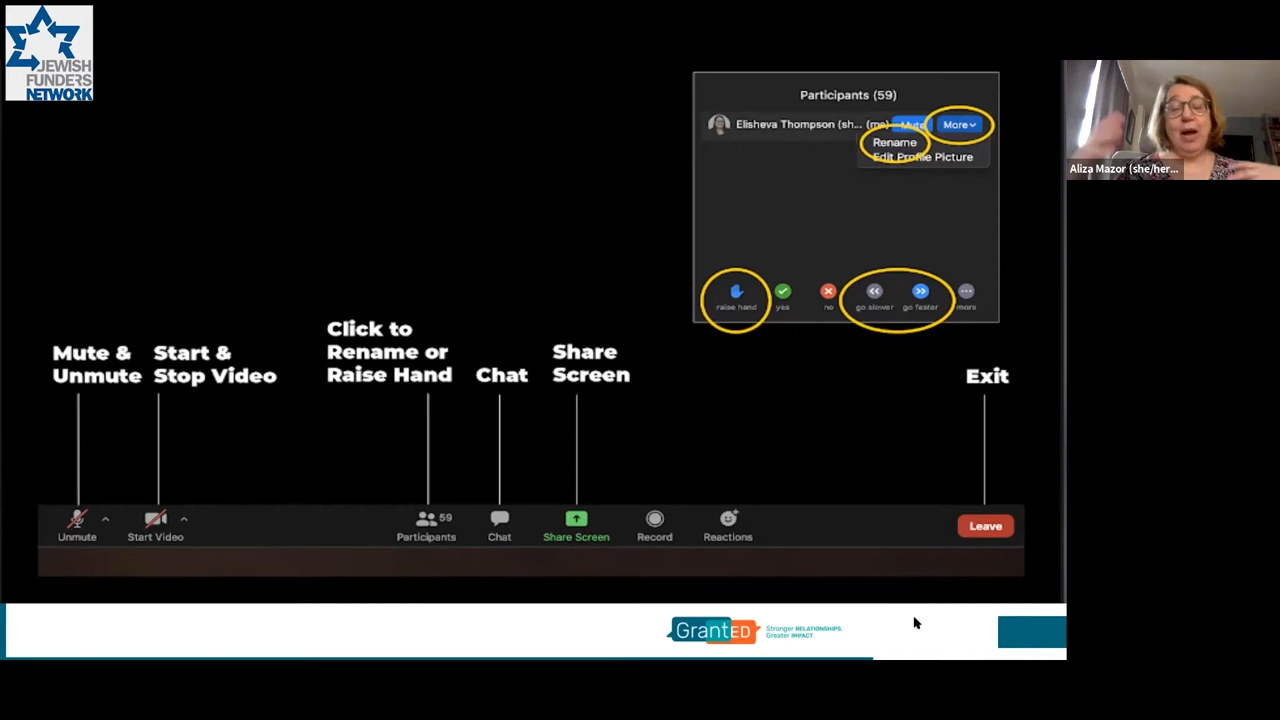 JEWISH
FUNDERS
NETWORK
Participants (59)
Elisheva Thompson (sh... (me) Mute More
Rename
Edit Profile Picture
raise hand yes no go slower go faster more
Aliza Mazor (she/her...
Mute &
Unmute
Start &
Stop Video
Click to
Rename or
Raise Hand
Chat
Share
Screen
Exit
59
Unmute Start Video Participants Chat Share Screen Record Reactions Leave
GrantED
Stronger RELATIONSHIPS.
Greater IMPACT.